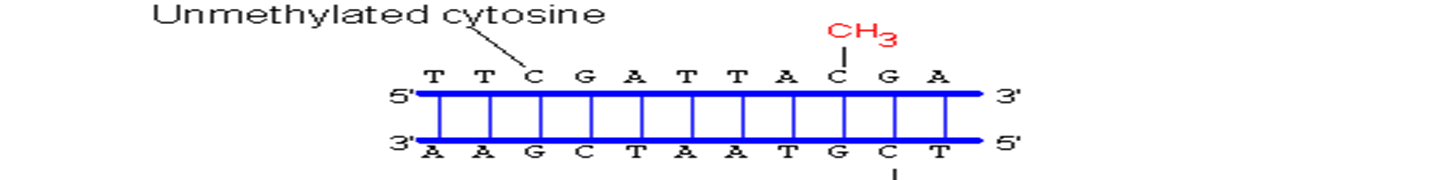 Unmethylated cytosine
CH3
T T C G A T T A C G A
5' 3'
3' 5'
A A G C T A A T G C T